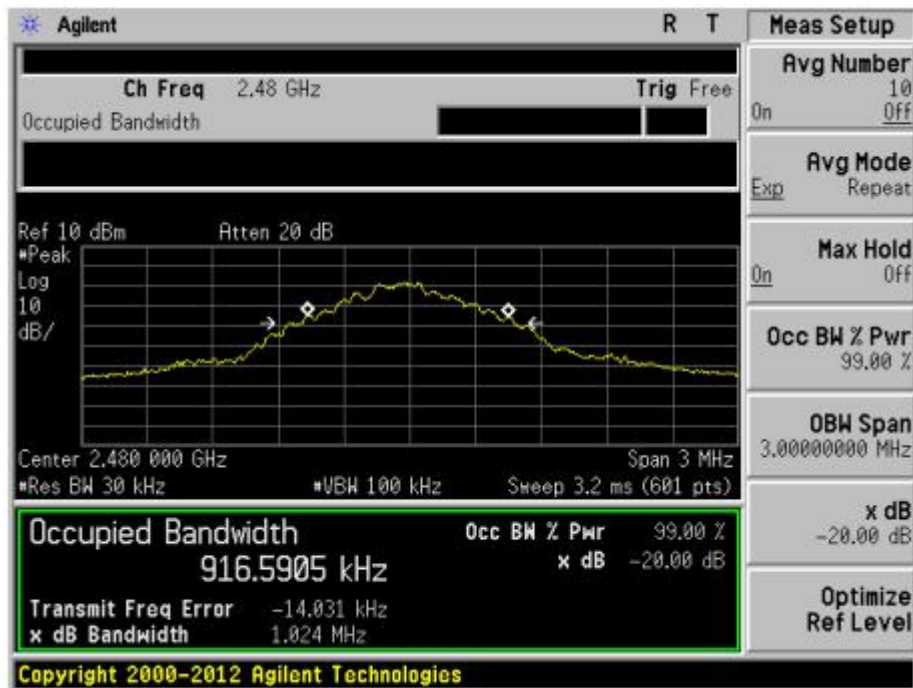 Agilent R T
Meas Setup
Avg Number
10
On Off
Ch Freq 2.48 GHz Trig Free
Occupied Bandwidth
Avg Mode
Exp Repeat
Ref 10 dBm Atten 20 dB
#Peak
Log
10
dB/
Max Hold
On Off
Occ BW % Pwr
99.00 %
OBW Span
3.00000000 MHz
Center 2.480 000 GHz Span 3 MHz
#Res BW 30 kHz #VBW 100 kHz Sweep 3.2 ms (601 pts)
x dB
-20.00 dB
Occupied Bandwidth Occ BW % Pwr 99.00 %
916.5905 kHz x dB -20.00 dB
Transmit Freq Error -14.031 kHz
x dB Bandwidth 1.024 MHz
Optimize
Ref Level
Copyright 2000-2012 Agilent Technologies